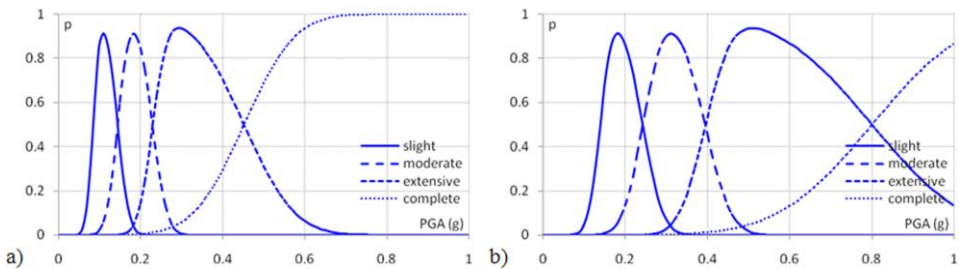 1
p
0.8
0.6
0.4
0.2
0
slight
moderate
extensive
complete
PGA (g)
0 0.2 0.4 0.6 0.8 1
a)
1
p
0.8
0.6
0.4
0.2
0
slight
moderate
extensive
complete
PGA (g)
0 0.2 0.4 0.6 0.8 1
b)